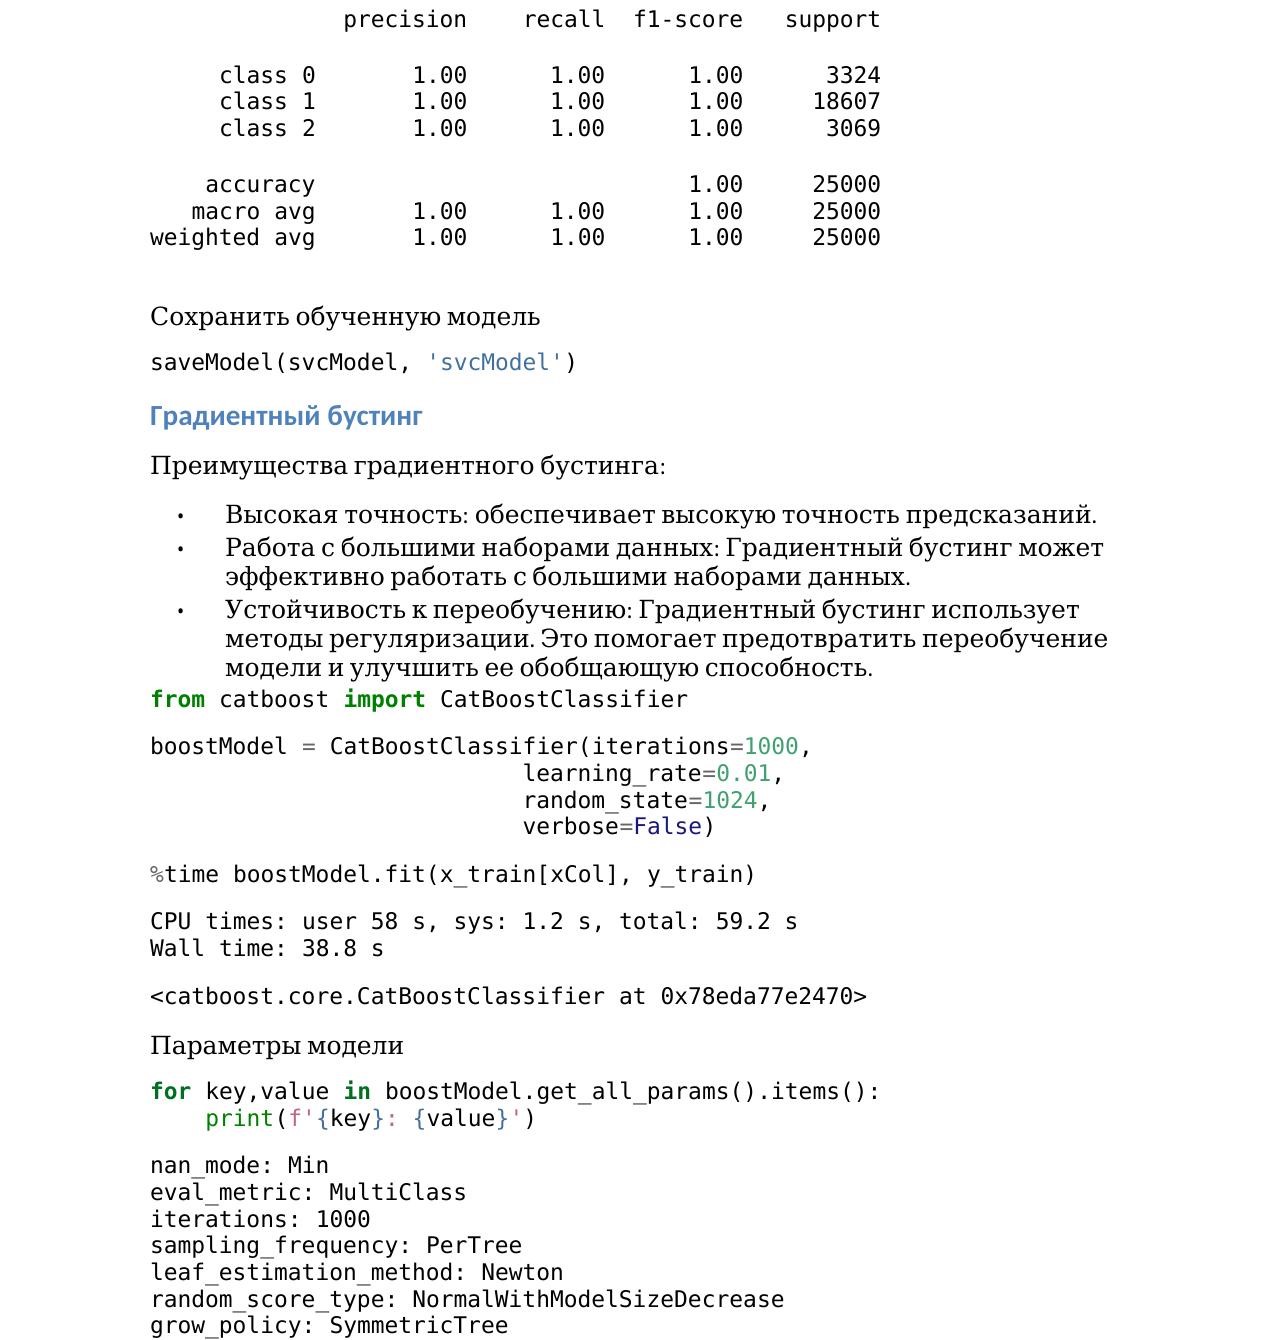 precision recall f1-score support
class 0 1.00 1.00 1.00 3324
class 1 1.00 1.00 1.00 18607
class 2 1.00 1.00 1.00 3069
accuracy 1.00 25000
macro avg 1.00 1.00 1.00 25000
weighted avg 1.00 1.00 1.00 25000
Сохранить обученную модель
saveModel(svcModel, 'svcModel')
Градиентный бустинг
Преимущества градиентного бустинга:
• Высокая точность: обеспечивает высокую точность предсказаний.
• Работа с большими наборами данных: Градиентный бустинг может
эффективно работать с большими наборами данных.
• Устойчивость к переобучению: Градиентный бустинг использует
методы регуляризации. Это помогает предотвратить переобучение
модели и улучшить ее обобщающую способность.
from catboost import CatBoostClassifier
boostModel = CatBoostClassifier(iterations=1000,
learning_rate=0.01,
random_state=1024,
verbose=False)
%time boostModel.fit(x_train[xCol], y_train)
CPU times: user 58 s, sys: 1.2 s, total: 59.2 s
Wall time: 38.8 s
<catboost.core.CatBoostClassifier at 0x78eda77e2470>
Параметры модели
for key,value in boostModel.get_all_params().items():
print(f'{key}: {value}')
nan_mode: Min
eval_metric: MultiClass
iterations: 1000
sampling_frequency: PerTree
leaf_estimation_method: Newton
random_score_type: NormalWithModelSizeDecrease
grow_policy: SymmetricTree